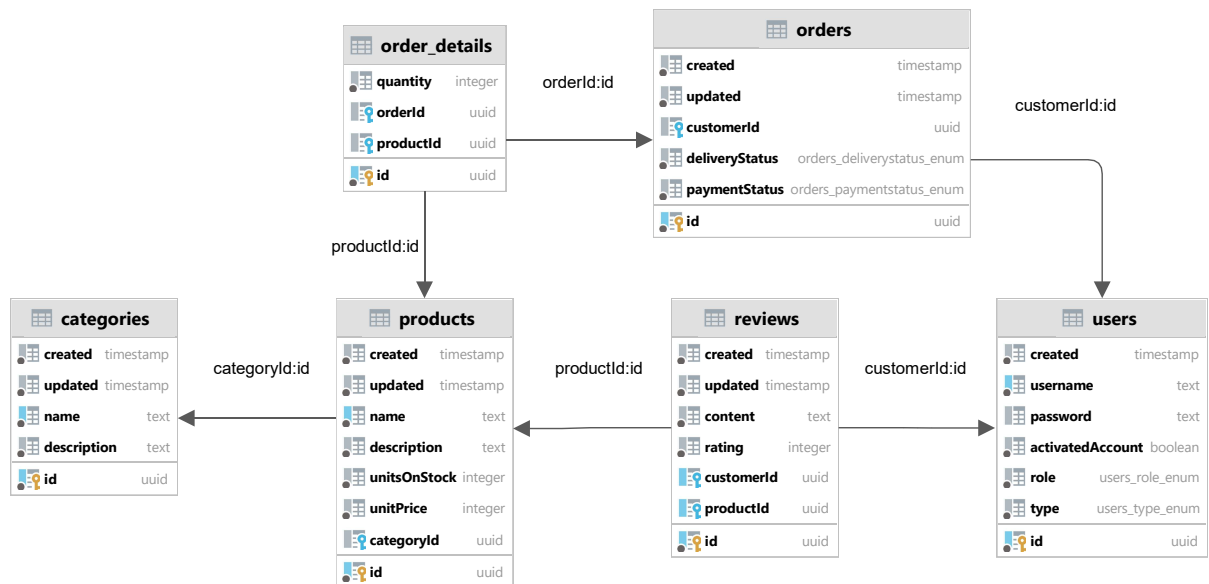 order_details
quantity integer
orderId uuid
productId uuid
id uuid
orderId:id
orders
created timestamp
updated timestamp
customerId uuid
deliveryStatus orders_deliverystatus_enum
paymentStatus orders_paymentstatus_enum
id uuid
customerId:id
productId:id
categories
created timestamp
updated timestamp
name text
description text
id uuid
categoryId:id
products
created timestamp
updated timestamp
name text
description text
unitsOnStock integer
unitPrice integer
categoryId uuid
id uuid
productId:id
reviews
created timestamp
updated timestamp
content text
rating integer
customerId uuid
productId uuid
id uuid
customerId:id
users
created timestamp
username text
password text
activatedAccount boolean
role users_role_enum
type users_type_enum
id uuid